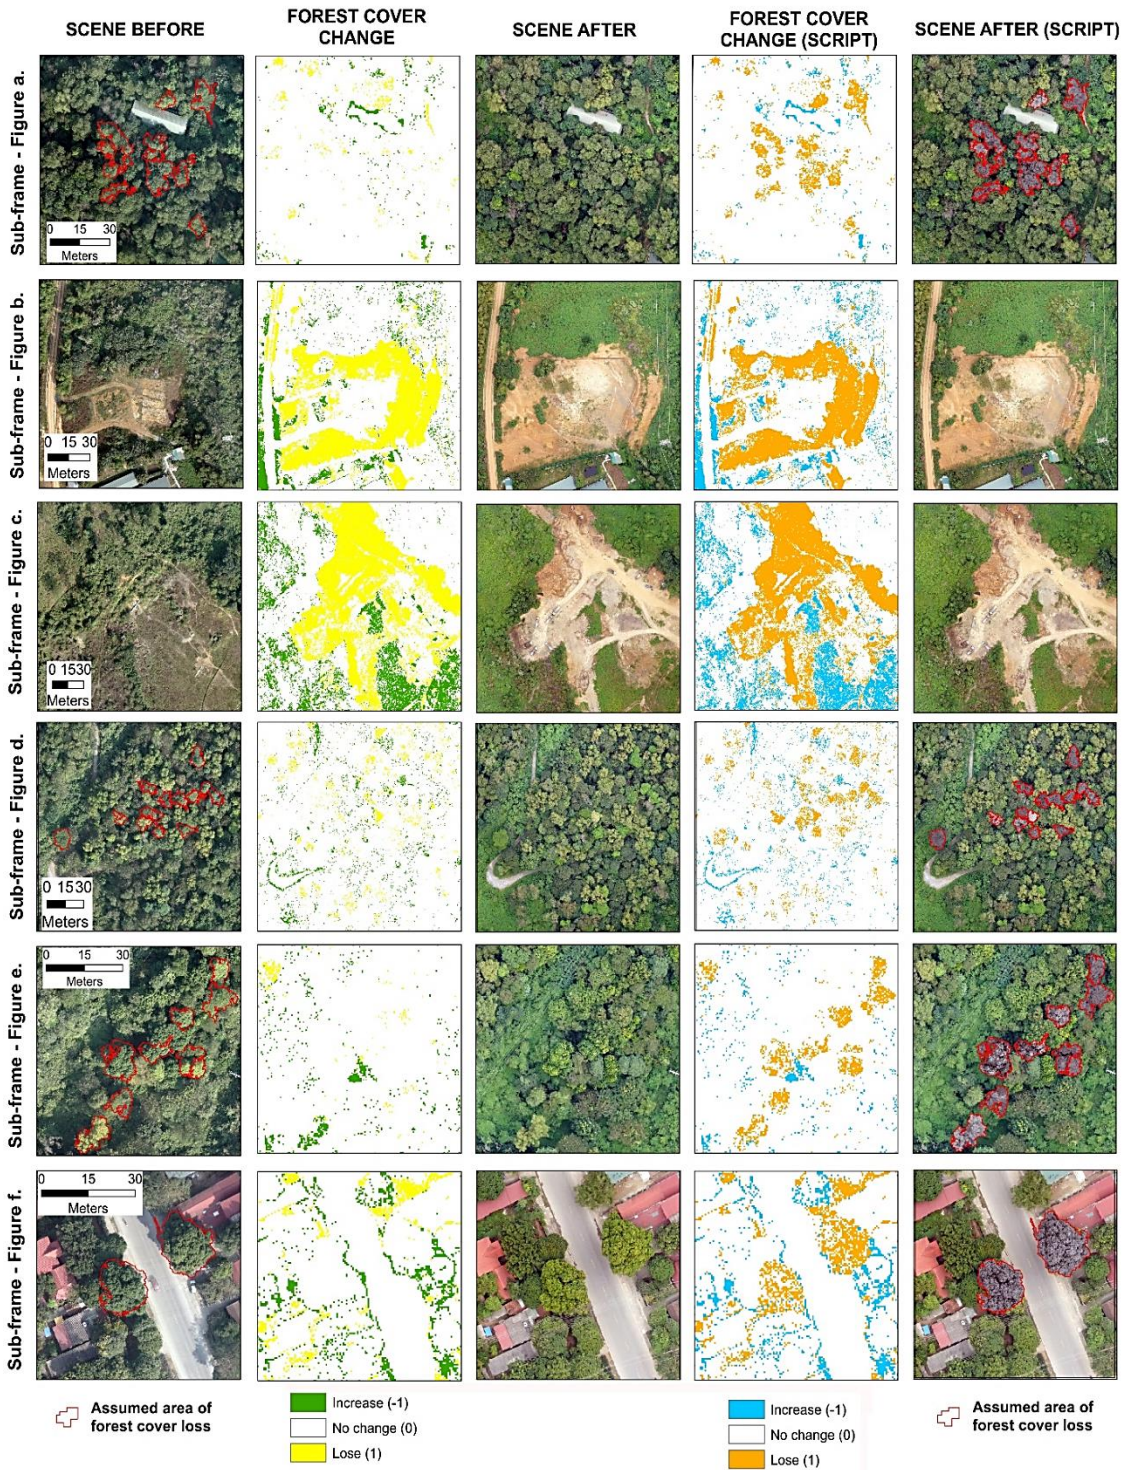 SCENE BEFORE
FOREST COVER
CHANGE
SCENE AFTER
FOREST COVER
CHANGE (SCRIPT)
SCENE AFTER (SCRIPT)
Sub-frame - Figure a.
0 15 30
Meters
Sub-frame - Figure b.
0 15 30
Meters
Sub-frame - Figure c.
0 1530
Meters
Sub-frame - Figure d.
0 1530
Meters
Sub-frame - Figure e.
0 15 30
Meters
Sub-frame - Figure f.
0 15 30
Meters
Assumed area of
forest cover loss
Increase (-1)
No change (0)
Lose (1)
Increase (-1)
No change (0)
Lose (1)
Assumed area of
forest cover loss